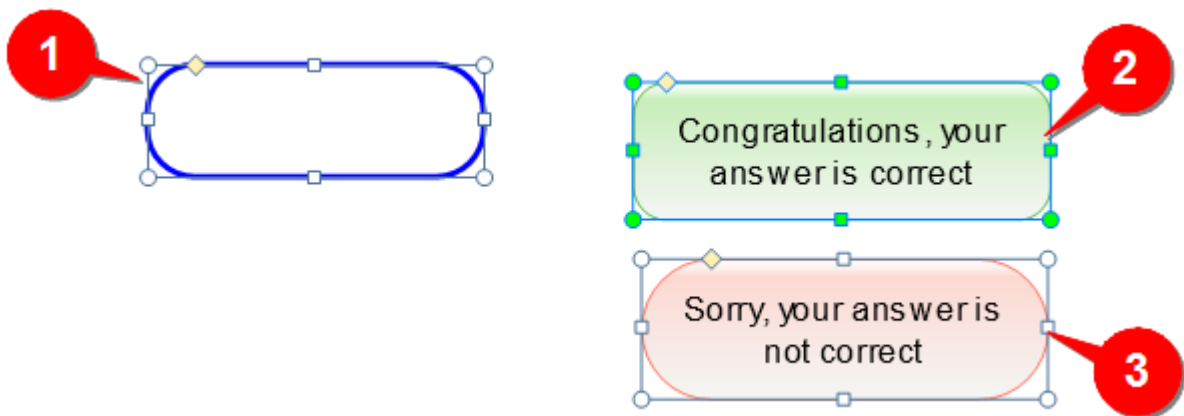 1
2
Congratulations, your
answer is correct
Sorry, your answer is
not correct
3